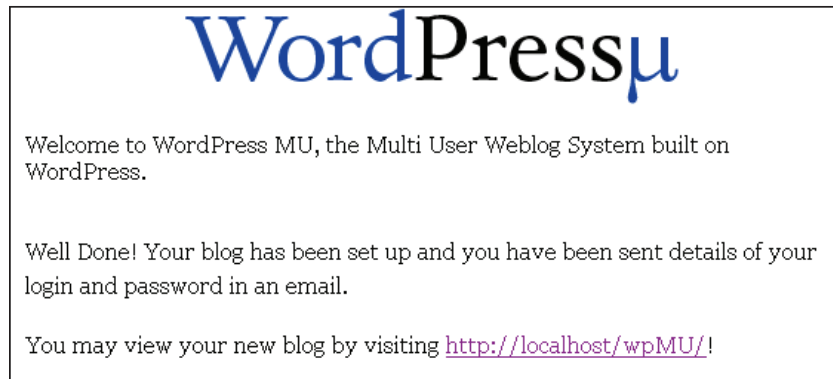 WordPressµ
Welcome to WordPress MU, the Multi User Weblog System built on
WordPress.
Well Done! Your blog has been set up and you have been sent details of your
login and password in an email.
You may view your new blog by visiting http://localhost/wpMU/!